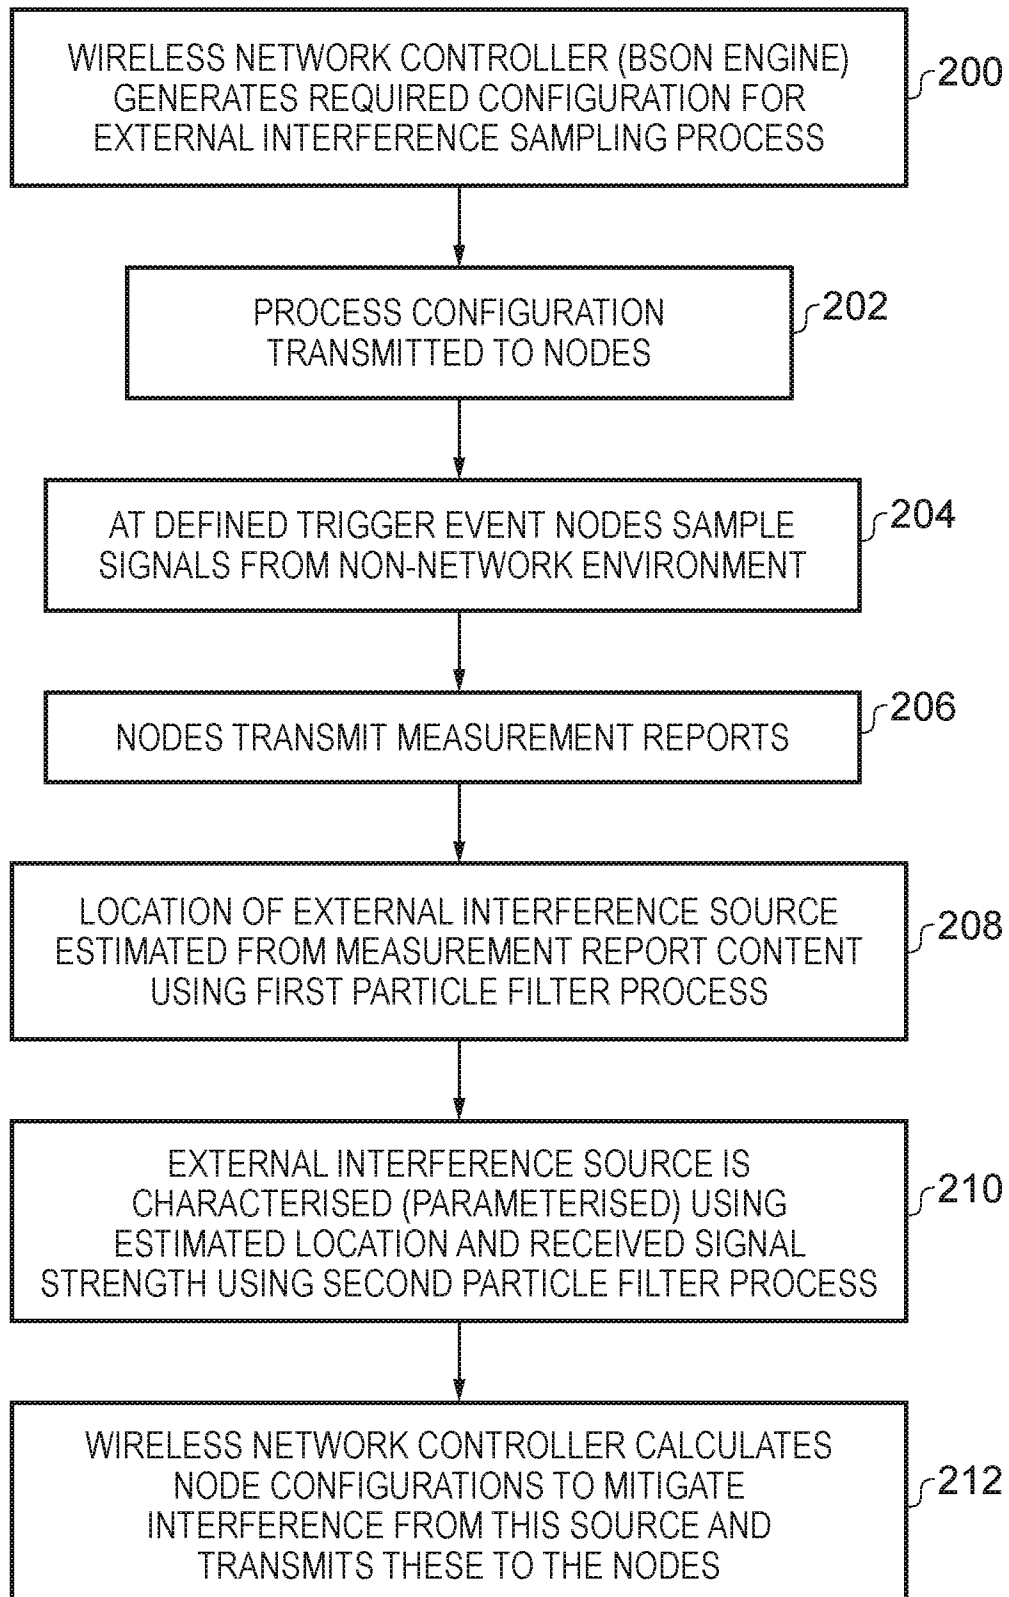 WIRELESS NETWORK CONTROLLER (BSON ENGINE)
GENERATES REQUIRED CONFIGURATION FOR
EXTERNAL INTERFERENCE SAMPLING PROCESS
200
PROCESS CONFIGURATION
TRANSMITTED TO NODES
202
AT DEFINED TRIGGER EVENT NODES SAMPLE
SIGNALS FROM NON-NETWORK ENVIRONMENT
204
NODES TRANSMIT MEASUREMENT REPORTS
206
LOCATION OF EXTERNAL INTERFERENCE SOURCE
ESTIMATED FROM MEASUREMENT REPORT CONTENT
USING FIRST PARTICLE FILTER PROCESS
208
EXTERNAL INTERFERENCE SOURCE IS
CHARACTERISED (PARAMETERISED) USING
ESTIMATED LOCATION AND RECEIVED SIGNAL
STRENGTH USING SECOND PARTICLE FILTER PROCESS
210
WIRELESS NETWORK CONTROLLER CALCULATES
NODE CONFIGURATIONS TO MITIGATE
INTERFERENCE FROM THIS SOURCE AND
TRANSMITS THESE TO THE NODES
212